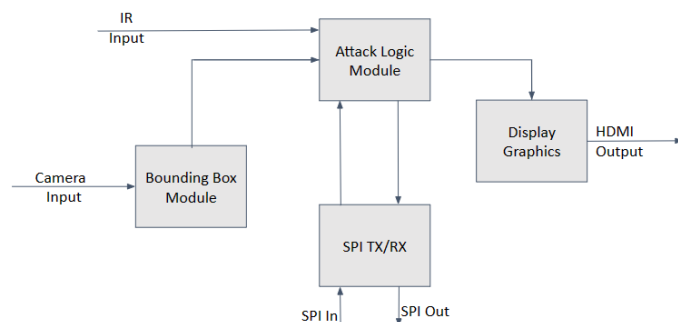 IR
Input
Attack Logic
Module
Display
Graphics
HDMI
Output
Camera
Input
Bounding Box
Module
SPI TX/RX
SPI In
SPI Out